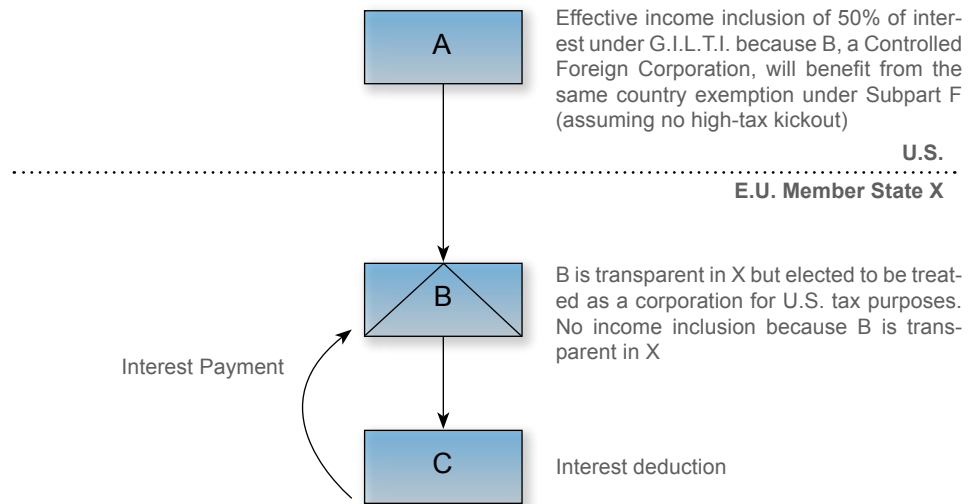 A
Effective income inclusion of 50% of inter-
est under G.I.L.T.I. because B, a Controlled
Foreign Corporation, will benefit from the
same country exemption under Subpart F
(assuming no high-tax kickout)
U.S.
E.U. Member State X
B
B is transparent in X but elected to be treat-
ed as a corporation for U.S. tax purposes.
No income inclusion because B is trans-
parent in X
Interest Payment
C
Interest deduction